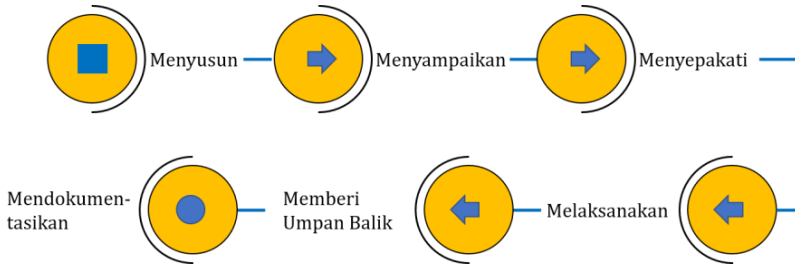 Menyusun
Menyampaikan
Menyepakati
Mendokumen-
tasikan
Memberi
Umpan Balik
Melaksanakan